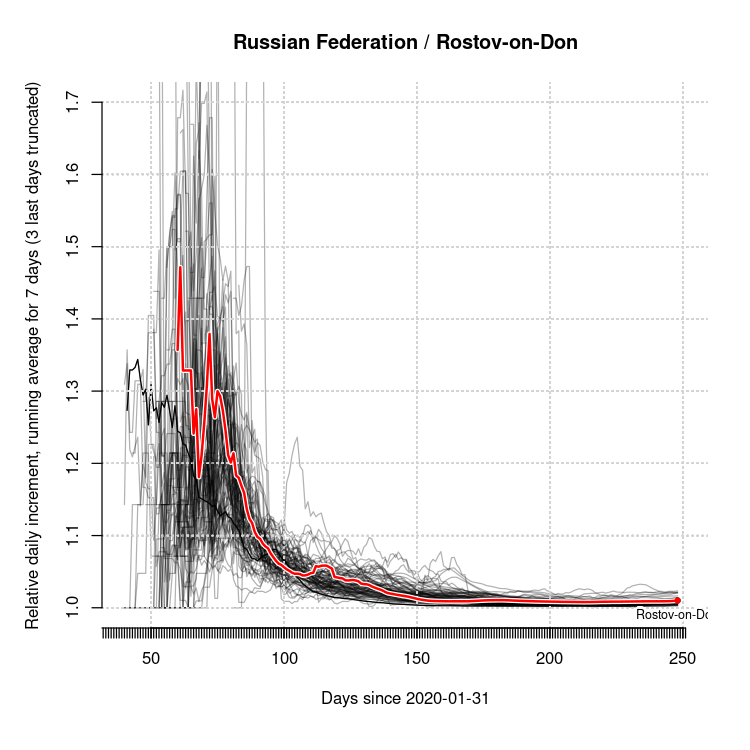 Russian Federation / Rostov-on-Don
Relative daily increment, running average for 7 days (3 last days truncated)
1.7
1.6
1.5
1.4
1.3
1.2
1.1
1.0
Rostov-on-Do
50 100 150 200 250
Days since 2020-01-31